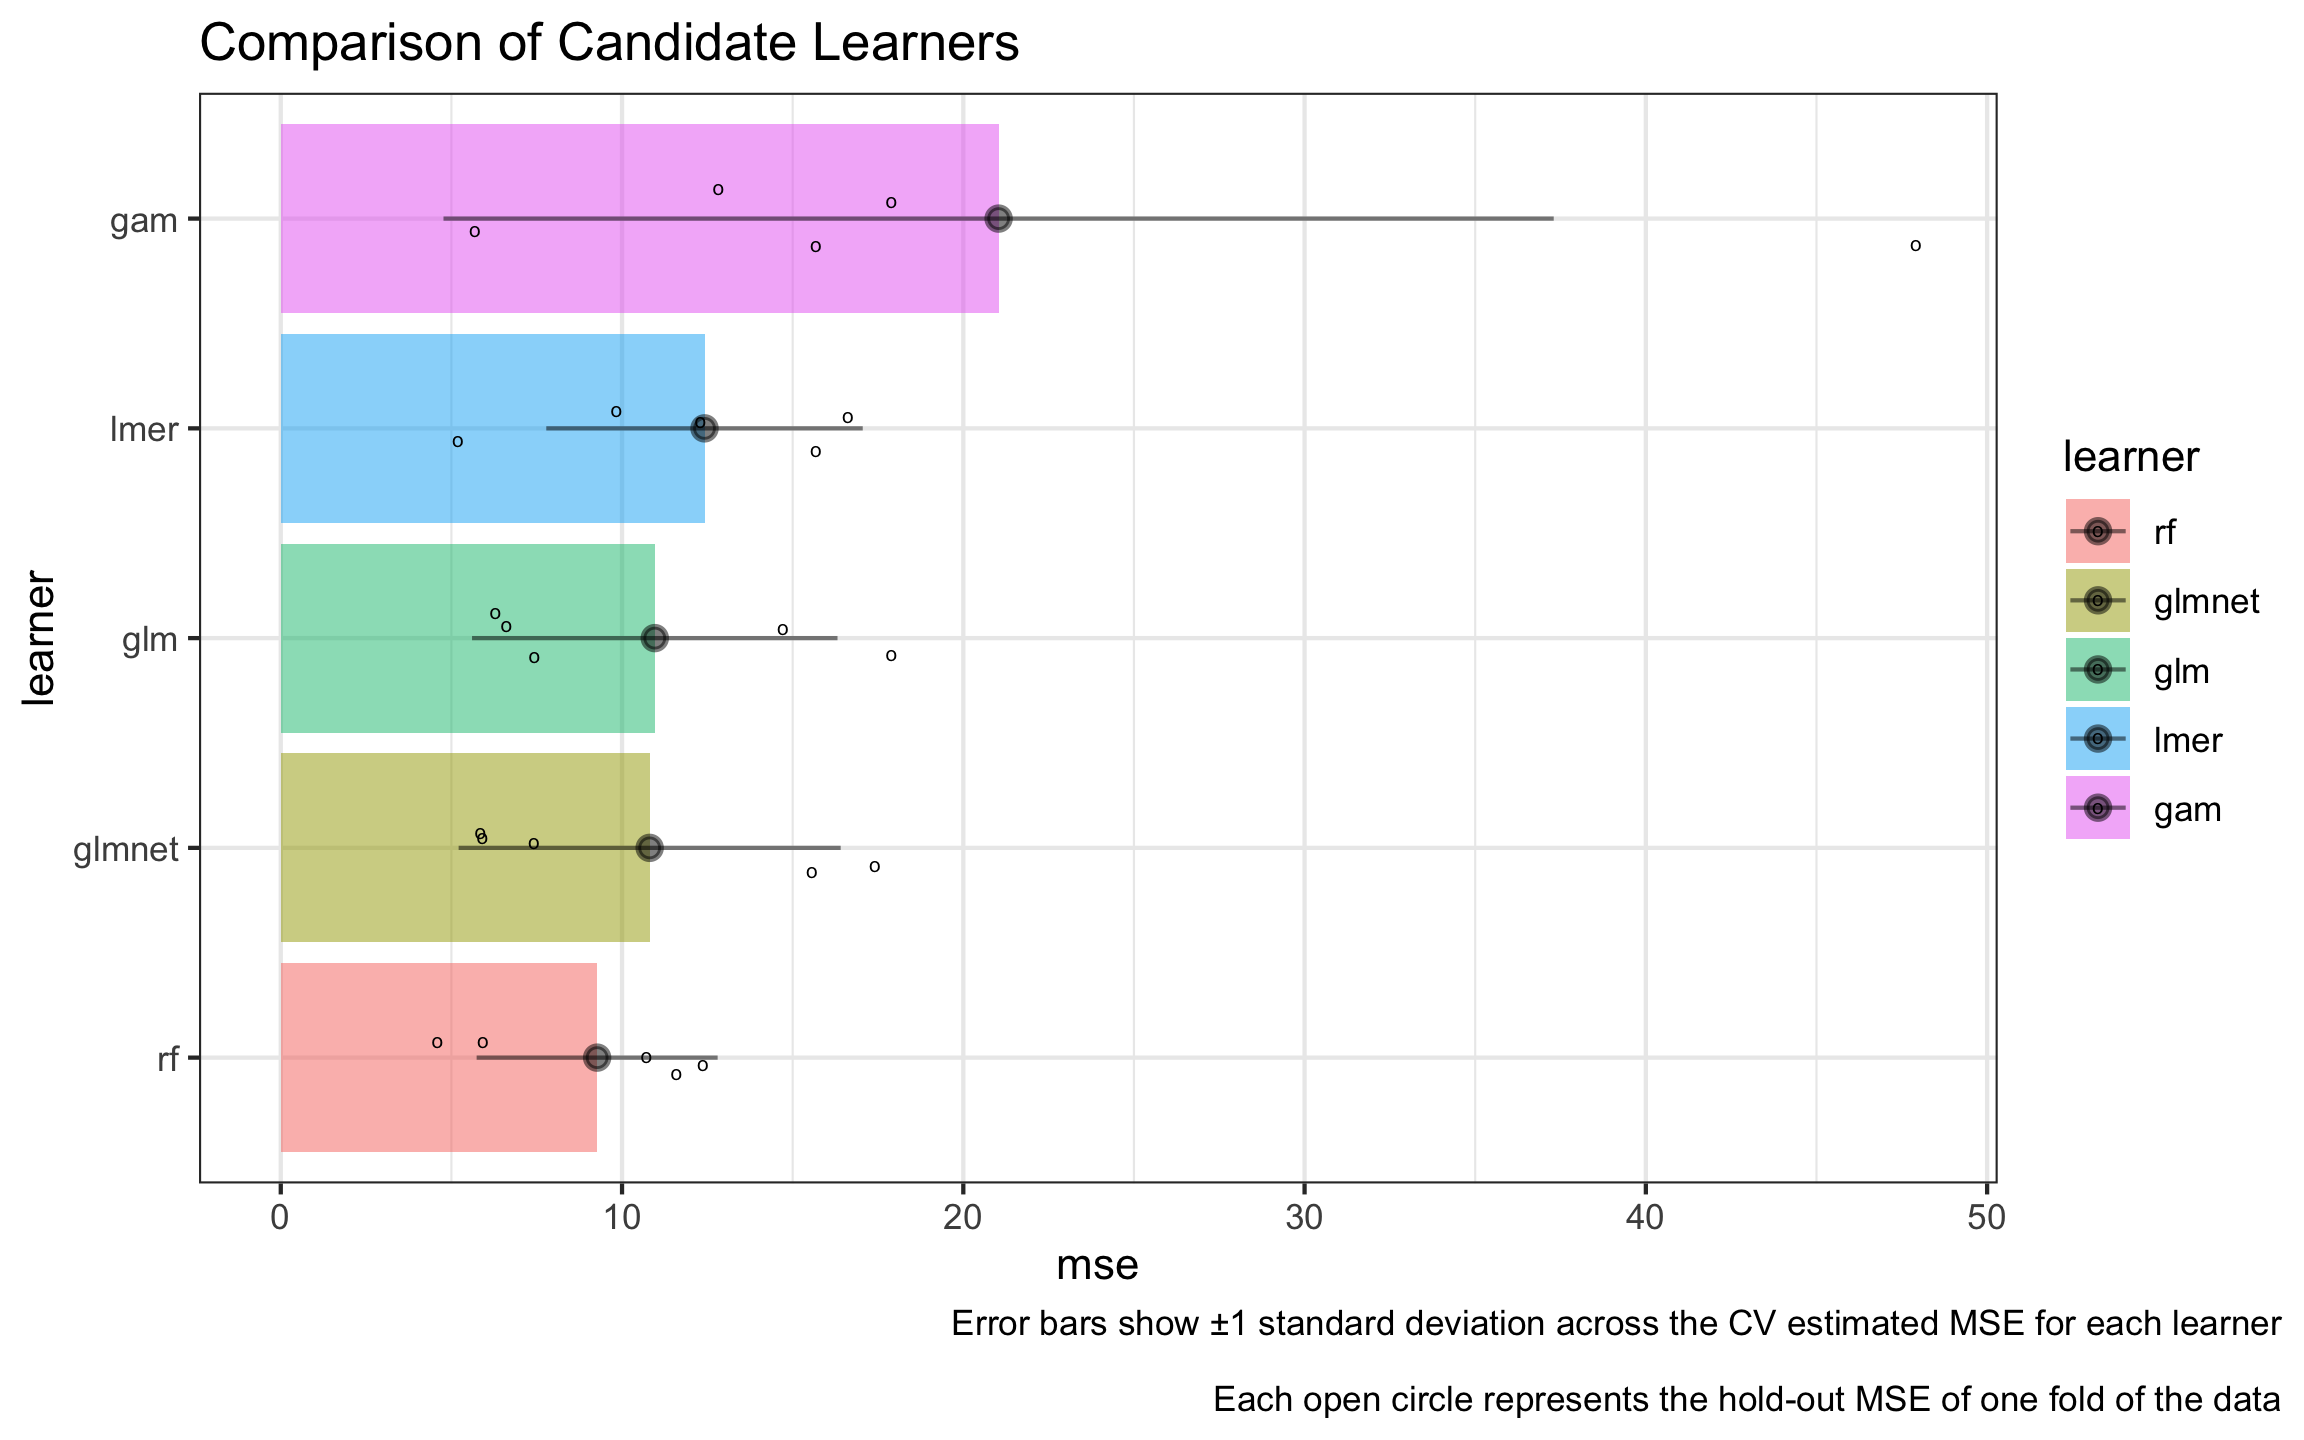 Comparison of Candidate Learners
learner
gam
lmer
glm
glmnet
rf
0 10 20 30 40 50
mse
learner
rf
glmnet
glm
lmer
gam
Error bars show ±1 standard deviation across the CV estimated MSE for each learner
Each open circle represents the hold-out MSE of one fold of the data